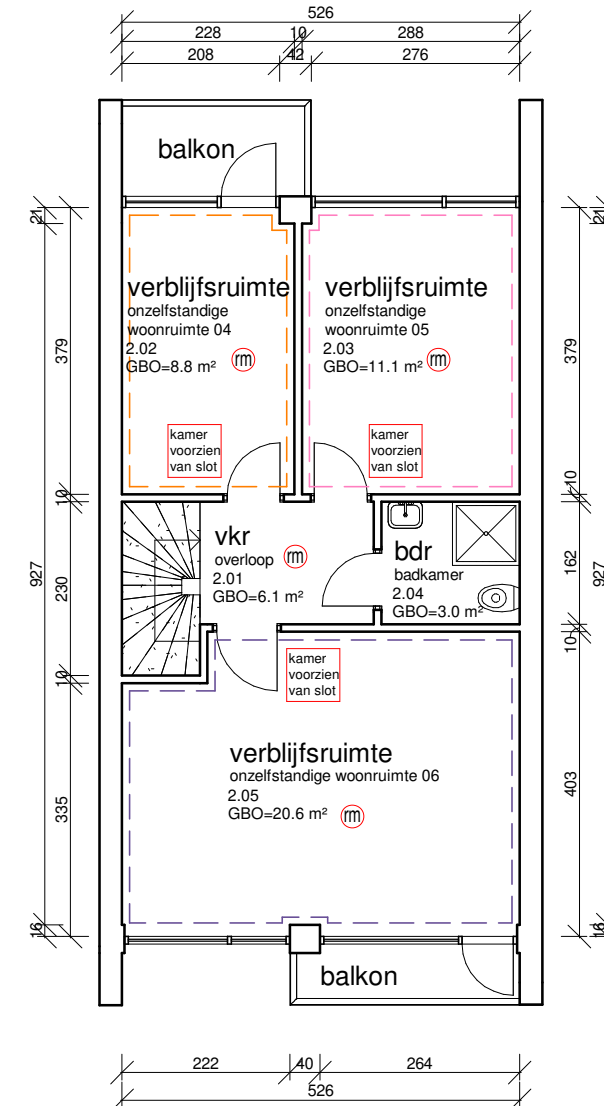 526
228 10 288
208 42 276
balkon
21
21
verblijfsruimte
onzelfstandige
woonruimte 04
2.02
GBO=8.8 m²
rm
verblijfsruimte
onzelfstandige
woonruimte 05
2.03
GBO=11.1 m²
rm
379
379
kamer
voorzien
van slot
kamer
voorzien
van slot
10
10
vkr
overloop
2.01
GBO=6.1 m²
rm
bdr
badkamer
2.04
GBO=3.0 m²
927
230
162
927
10
10
kamer
voorzien
van slot
verblijfsruimte
onzelfstandige woonruimte 06
2.05
GBO=20.6 m²
rm
335
403
16
16
balkon
222 40 264
526